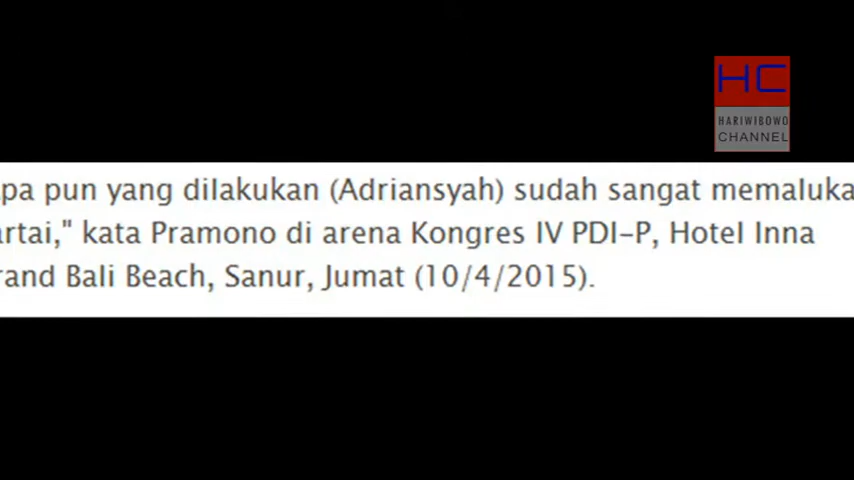 HC
HARIWIBOWO
CHANNEL
pa pun yang dilakukan (Adriansyah) sudah sangat memaluka
artai," kata Pramono di arena Kongres IV PDI-P, Hotel Inna
rand Bali Beach, Sanur, Jumat (10/4/2015).